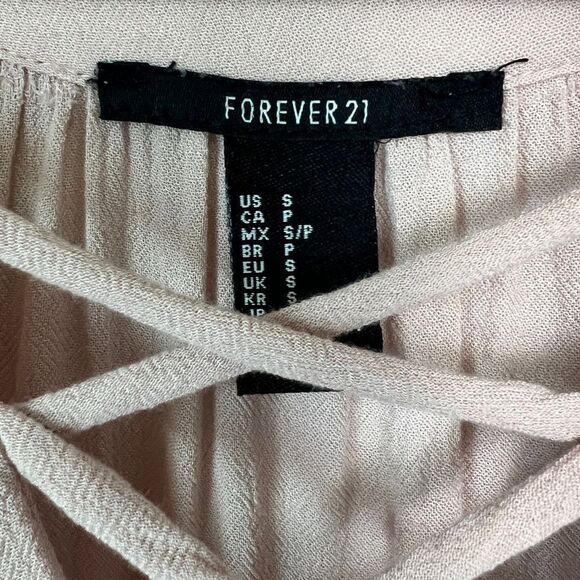 FOREVER 21
US S
CA P
MX S/P
BR P
EU S
UK S
KR S